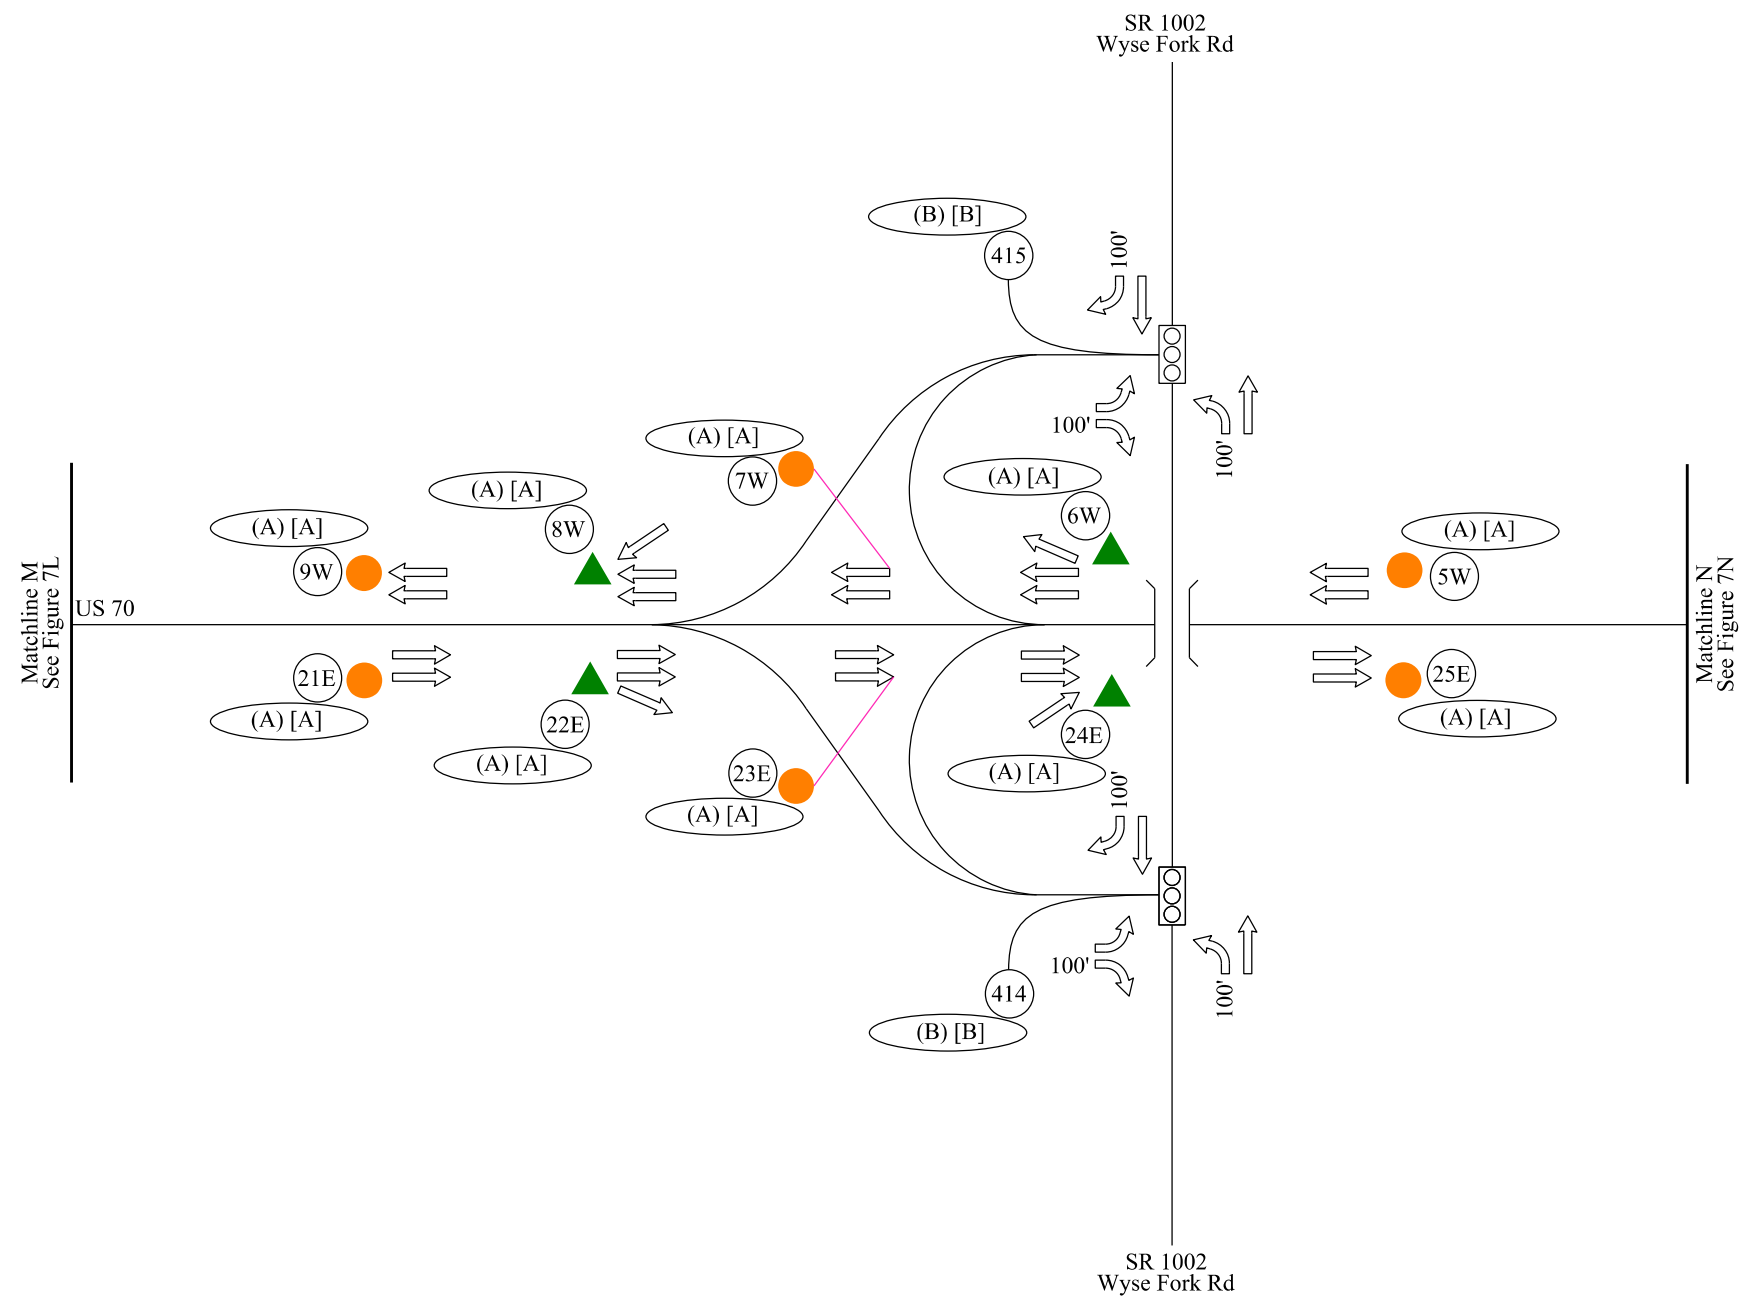 SR 1002
Wyse Fork Rd
(B) [B]
415
100'
100'
100'
(A) [A]
7W
(A) [A]
6W
(A) [A]
8W
(A) [A]
9W
(A) [A]
5W
Matchline M
See Figure 7L
US 70
Matchline N
See Figure 7N
21E
(A) [A]
22E
(A) [A]
23E
(A) [A]
24E
(A) [A]
25E
(A) [A]
100'
100'
100'
414
(B) [B]
SR 1002
Wyse Fork Rd